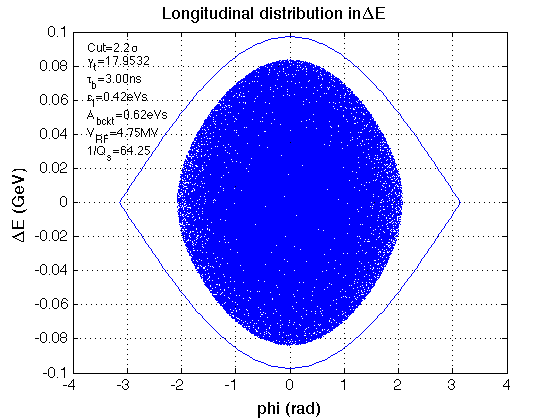 Longitudinal distribution in ΔE
Cut=2.2σ
γt=17.9532
τb=3.00ns
εl=0.42eVs
Abckt=0.62eVs
VRF=4.75MV
1/Qs=64.25
0.1
0.08
0.06
0.04
0.02
0
-0.02
-0.04
-0.06
-0.08
-0.1
ΔE (GeV)
-4
-3
-2
-1
0
1
2
3
4
phi (rad)